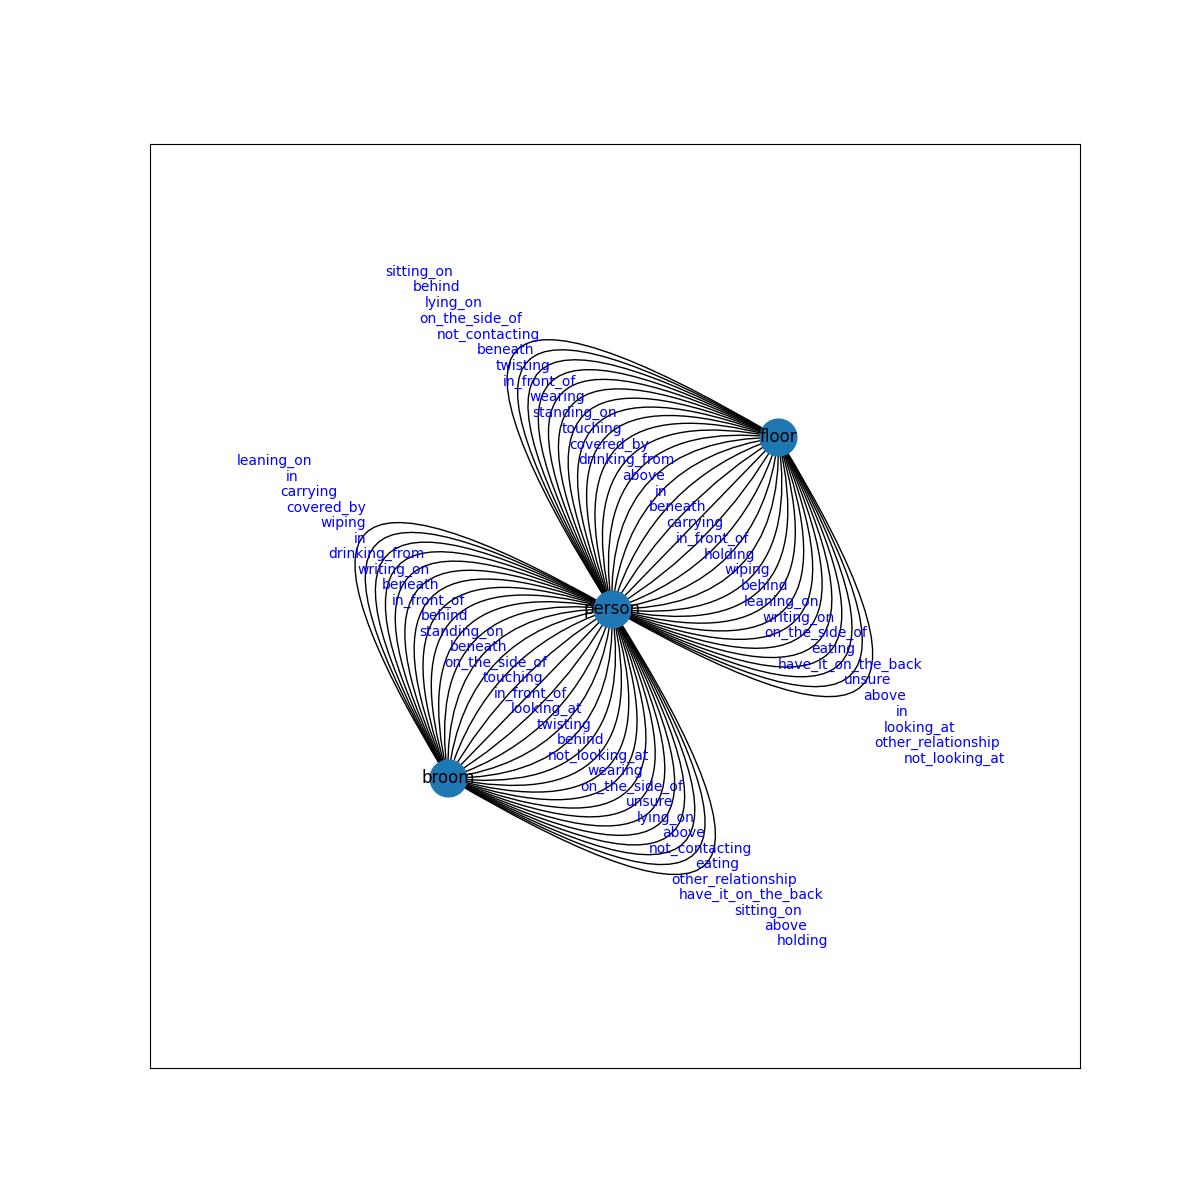 sitting_on
behind
lying_on
on_the_side_of
not_contacting
beneath
twisting
in_front_of
wearing
standing_on
touching
covered_by
drinking_from
above
in
beneath
carrying
in_front_of
holding
wiping
behind
leaning_on
writing_on
on_the_side_of
eating
have_it_on_the_back
unsure
above
in
looking_at
other_relationship
not_looking_at
floor
person
broom
leaning_on
in
carrying
covered_by
wiping
in
drinking_from
writing_on
beneath
in_front_of
behind
standing_on
beneath
on_the_side_of
touching
in_front_of
looking_at
twisting
behind
not_looking_at
wearing
on_the_side_of
unsure
lying_on
above
not_contacting
eating
other_relationship
have_it_on_the_back
sitting_on
above
holding